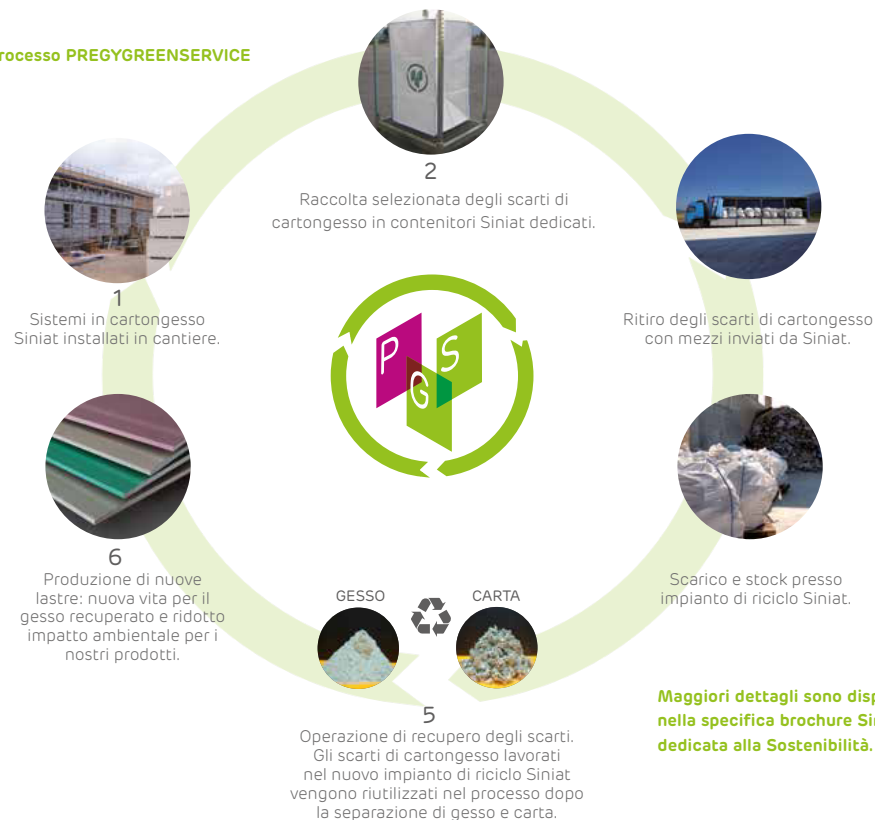 PREGYGREENSERVICE
2
Raccolta selezionata degli scarti di
cartongesso in contenitori Siniat dedicati.
1
Sistemi in cartongesso
Siniat installati in cantiere.
Ritiro degli scarti di cartongesso
con mezzi inviati da Siniat.
P
G
S
6
Produzione di nuove
lastre: nuova vita per il
gesso recuperato e ridotto
impatto ambientale per i
nostri prodotti.
Scarico e stock presso
impianto di riciclo Siniat.
GESSO
CARTA
5
Operazione di recupero degli scarti.
Gli scarti di cartongesso lavorati
nel nuovo impianto di riciclo Siniat
vengono riutilizzati nel processo dopo
la separazione di gesso e carta.
Maggiori dettagli sono
nella specifica brochure
dedicata alla Sostenibilità.